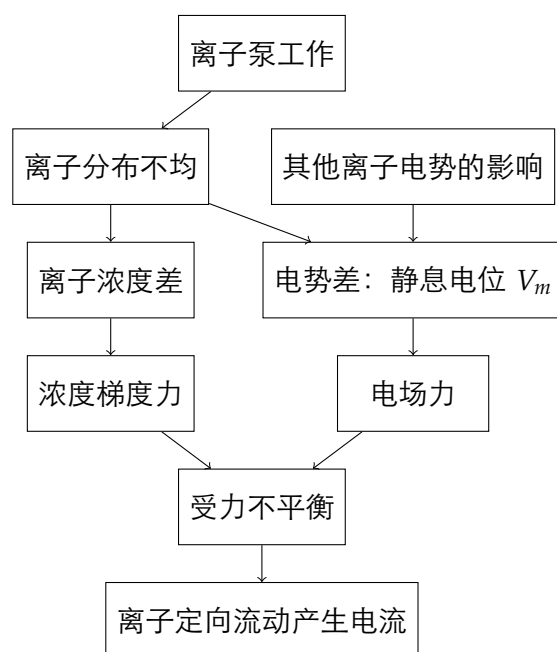 离子泵工作
离子分布不均
其他离子电势的影响
离子浓度差
电势差：静息电位 Vm
浓度梯度力
电场力
受力不平衡
离子定向流动产生电流